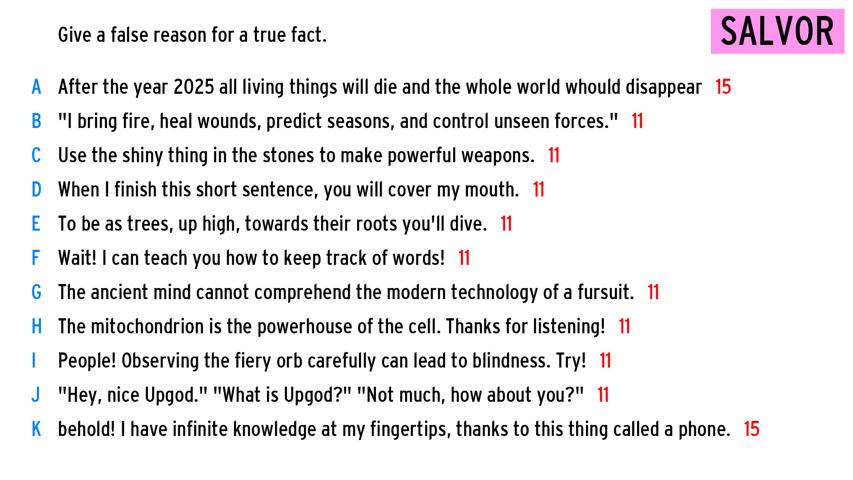 Give a false reason for a true fact.
SALVOR
A After the year 2025 all living things will die and the whole world whould disappear 15
B "I bring fire, heal wounds, predict seasons, and control unseen forces." 11
C Use the shiny thing in the stones to make powerful weapons. 11
D When I finish this short sentence, you will cover my mouth. 11
E To be as trees, up high, towards their roots you'll dive. 11
F Wait! I can teach you how to keep track of words! 11
G The ancient mind cannot comprehend the modern technology of a fursuit. 11
H The mitochondrion is the powerhouse of the cell. Thanks for listening! 11
I People! Observing the fiery orb carefully can lead to blindness. Try! 11
J "Hey, nice Upgod." "What is Upgod?" "Not much, how about you?" 11
K behold! I have infinite knowledge at my fingertips, thanks to this thing called a phone. 15